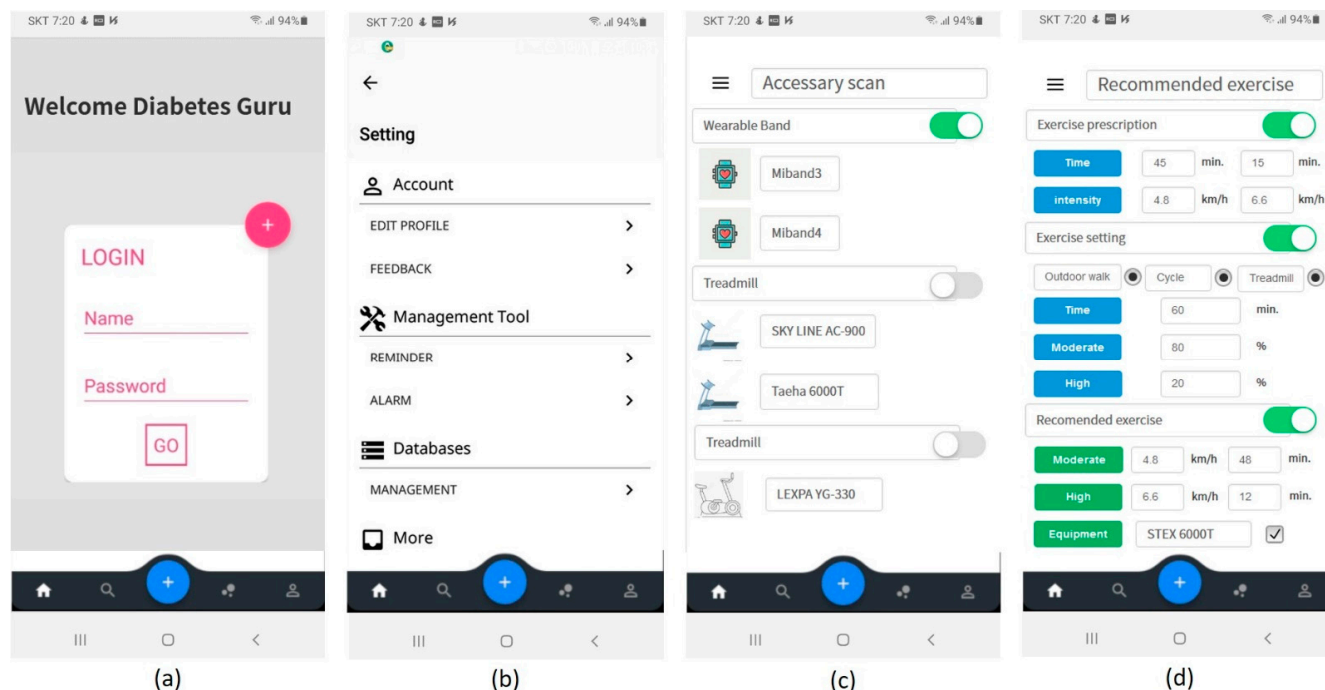 SKT 7:20
94%
Welcome Diabetes Guru
+
LOGIN
Name
Password
GO
+
(a)
SKT 7:20
94%
Setting
Account
EDIT PROFILE
FEEDBACK
Management Tool
REMINDER
ALARM
Databases
MANAGEMENT
More
+
(b)
SKT 7:20
94%
Accessary scan
Wearable Band
Miband3
Miband4
Treadmill
SKY LINE AC-900
Taeha 6000T
Treadmill
LEXPA YG-330
+
(c)
SKT 7:20
94%
Recommended exercise
Exercise prescription
Time 45 min. 15 min.
intensity 4.8 km/h 6.6 km/h
Exercise setting
Outdoor walk Cycle Treadmill
Time 60 min.
Moderate 80 %
High 20 %
Recomended exercise
Moderate 4.8 km/h 48 min.
High 6.6 km/h 12 min.
Equipment STEX 6000T
+
(d)